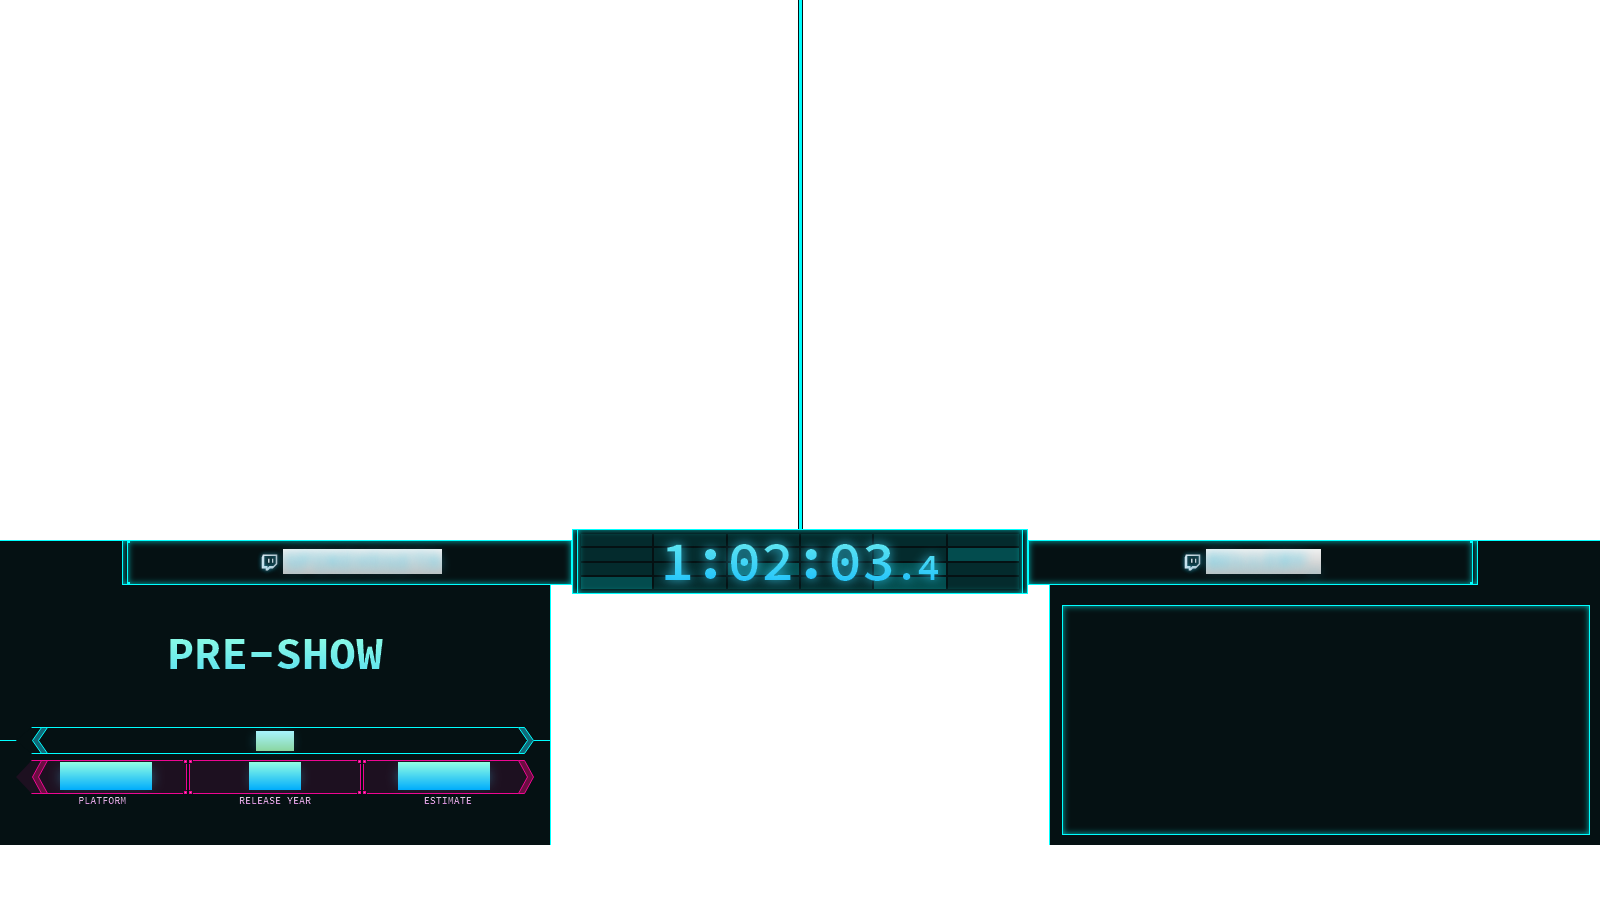 1:02:03.4
PRE-SHOW
PLATFORM
RELEASE YEAR
ESTIMATE